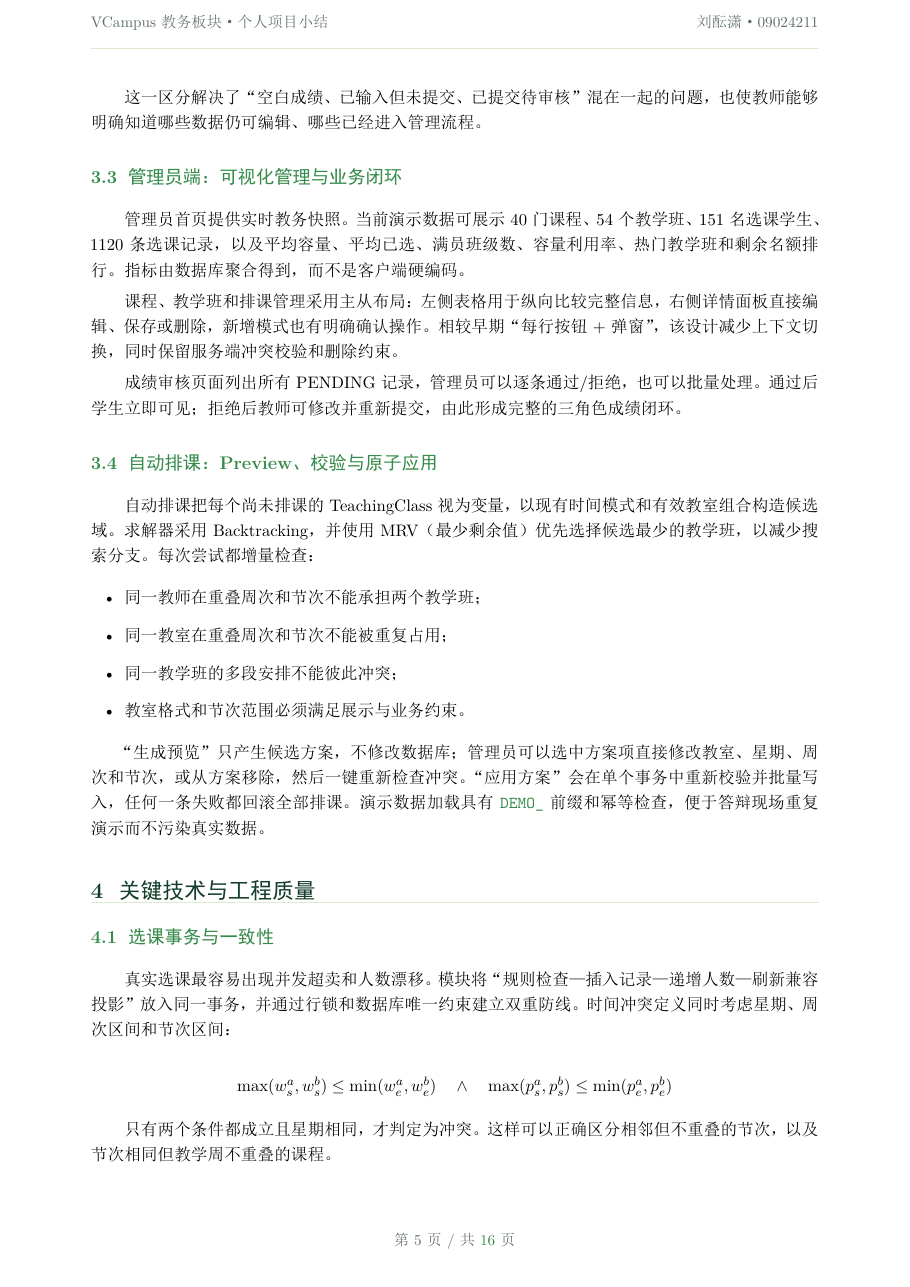 VCampus 教务板块 • 个人项目小结
刘酝潇 • 09024211
这一区分解决了“空白成绩、已输入但未提交、已提交待审核”混在一起的问题，也使教师能够
明确知道哪些数据仍可编辑、哪些已经进入管理流程。
3.3 管理员端：可视化管理与业务闭环
管理员首页提供实时教务快照。当前演示数据可展示 40 门课程、54 个教学班、151 名选课学生、
1120 条选课记录，以及平均容量、平均已选、满员班级数、容量利用率、热门教学班和剩余名额排
行。指标由数据库聚合得到，而不是客户端硬编码。
课程、教学班和排课管理采用主从布局：左侧表格用于纵向比较完整信息，右侧详情面板直接编
辑、保存或删除，新增模式也有明确确认操作。相较早期“每行按钮 + 弹窗”，该设计减少上下文切
换，同时保留服务端冲突校验和删除约束。
成绩审核页面列出所有 PENDING 记录，管理员可以逐条通过/拒绝，也可以批量处理。通过后
学生立即可见；拒绝后教师可修改并重新提交，由此形成完整的三角色成绩闭环。
3.4 自动排课：Preview、校验与原子应用
自动排课把每个尚未排课的 TeachingClass 视为变量，以现有时间模式和有效教室组合构造候选
域。求解器采用 Backtracking，并使用 MRV（最少剩余值）优先选择候选最少的教学班，以减少搜
索分支。每次尝试都增量检查：
• 同一教师在重叠周次和节次不能承担两个教学班；
• 同一教室在重叠周次和节次不能被重复占用；
• 同一教学班的多段安排不能彼此冲突；
• 教室格式和节次范围必须满足展示与业务约束。
“生成预览”只产生候选方案，不修改数据库；管理员可以选中方案项直接修改教室、星期、周
次和节次，或从方案移除，然后一键重新检查冲突。“应用方案”会在单个事务中重新校验并批量写
入，任何一条失败都回滚全部排课。演示数据加载具有 DEMO_ 前缀和幂等检查，便于答辩现场重复
演示而不污染真实数据。
4 关键技术与工程质量
4.1 选课事务与一致性
真实选课最容易出现并发超卖和人数漂移。模块将“规则检查—插入记录—递增人数—刷新兼容
投影”放入同一事务，并通过行锁和数据库唯一约束建立双重防线。时间冲突定义同时考虑星期、周
次区间和节次区间：
max(w_s^a, w_s^b) ≤ min(w_e^a, w_e^b) ∧ max(p_s^a, p_s^b) ≤ min(p_e^a, p_e^b)
只有两个条件都成立且星期相同，才判定为冲突。这样可以正确区分相邻但不重叠的节次，以及
节次相同但教学周不重叠的课程。
第 5 页 / 共 16 页